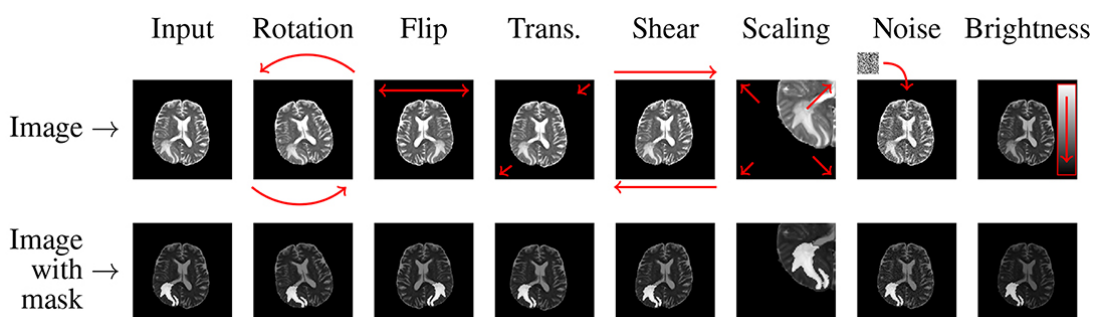 Input Rotation Flip Trans. Shear Scaling Noise Brightness
Image →
Image
with →
mask